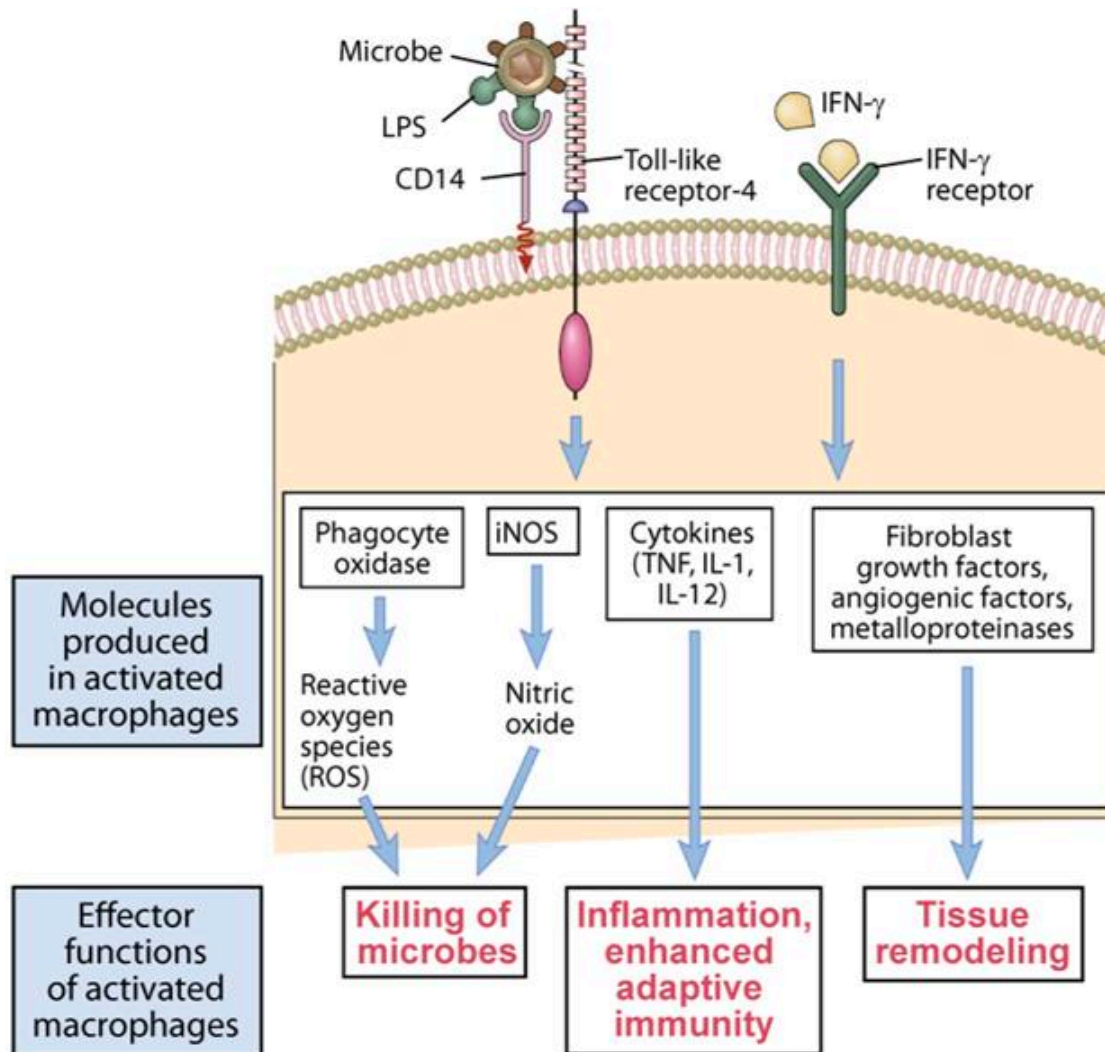 Microbe
LPS
CD14
Toll-like
receptor-4
IFN-γ
IFN-γ
receptor
Molecules
produced
in activated
macrophages
Phagocyte
oxidase
Reactive
oxygen
species
(ROS)
iNOS
Nitric
oxide
Cytokines
(TNF, IL-1,
IL-12)
Fibroblast
growth factors,
angiogenic factors,
metalloproteinases
Effector
functions
of activated
macrophages
Killing of
microbes
Inflammation,
enhanced
adaptive
immunity
Tissue
remodeling